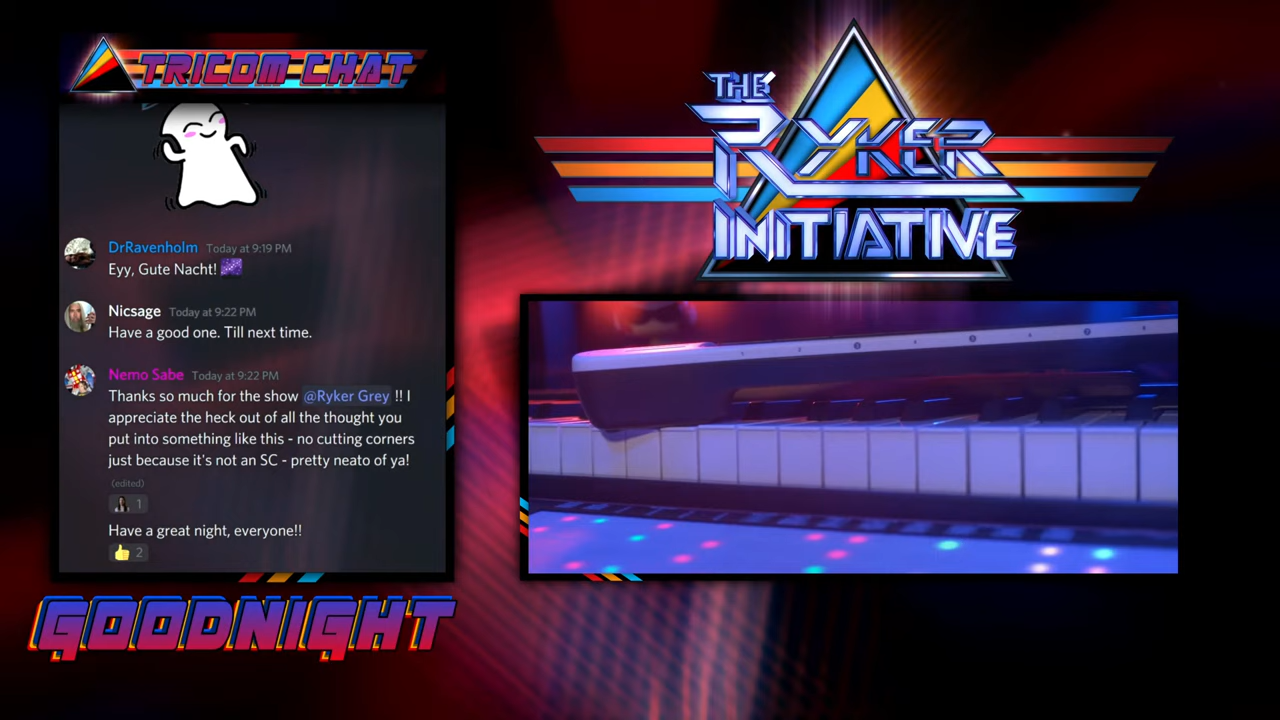 TRICOM CHAT
DrRavenholm Today at 9:19 PM
Eyy, Gute Nacht!
Nicsage Today at 9:22 PM
Have a good one. Till next time.
Nemo Sabe Today at 9:22 PM
Thanks so much for the show @Ryker Grey !! I
appreciate the heck out of all the thought you
put into something like this - no cutting corners
just because it's not an SC - pretty neato of ya!
(edited)
1
Have a great night, everyone!!
2
GOODNIGHT
THE
RYKER
INITIATIVE